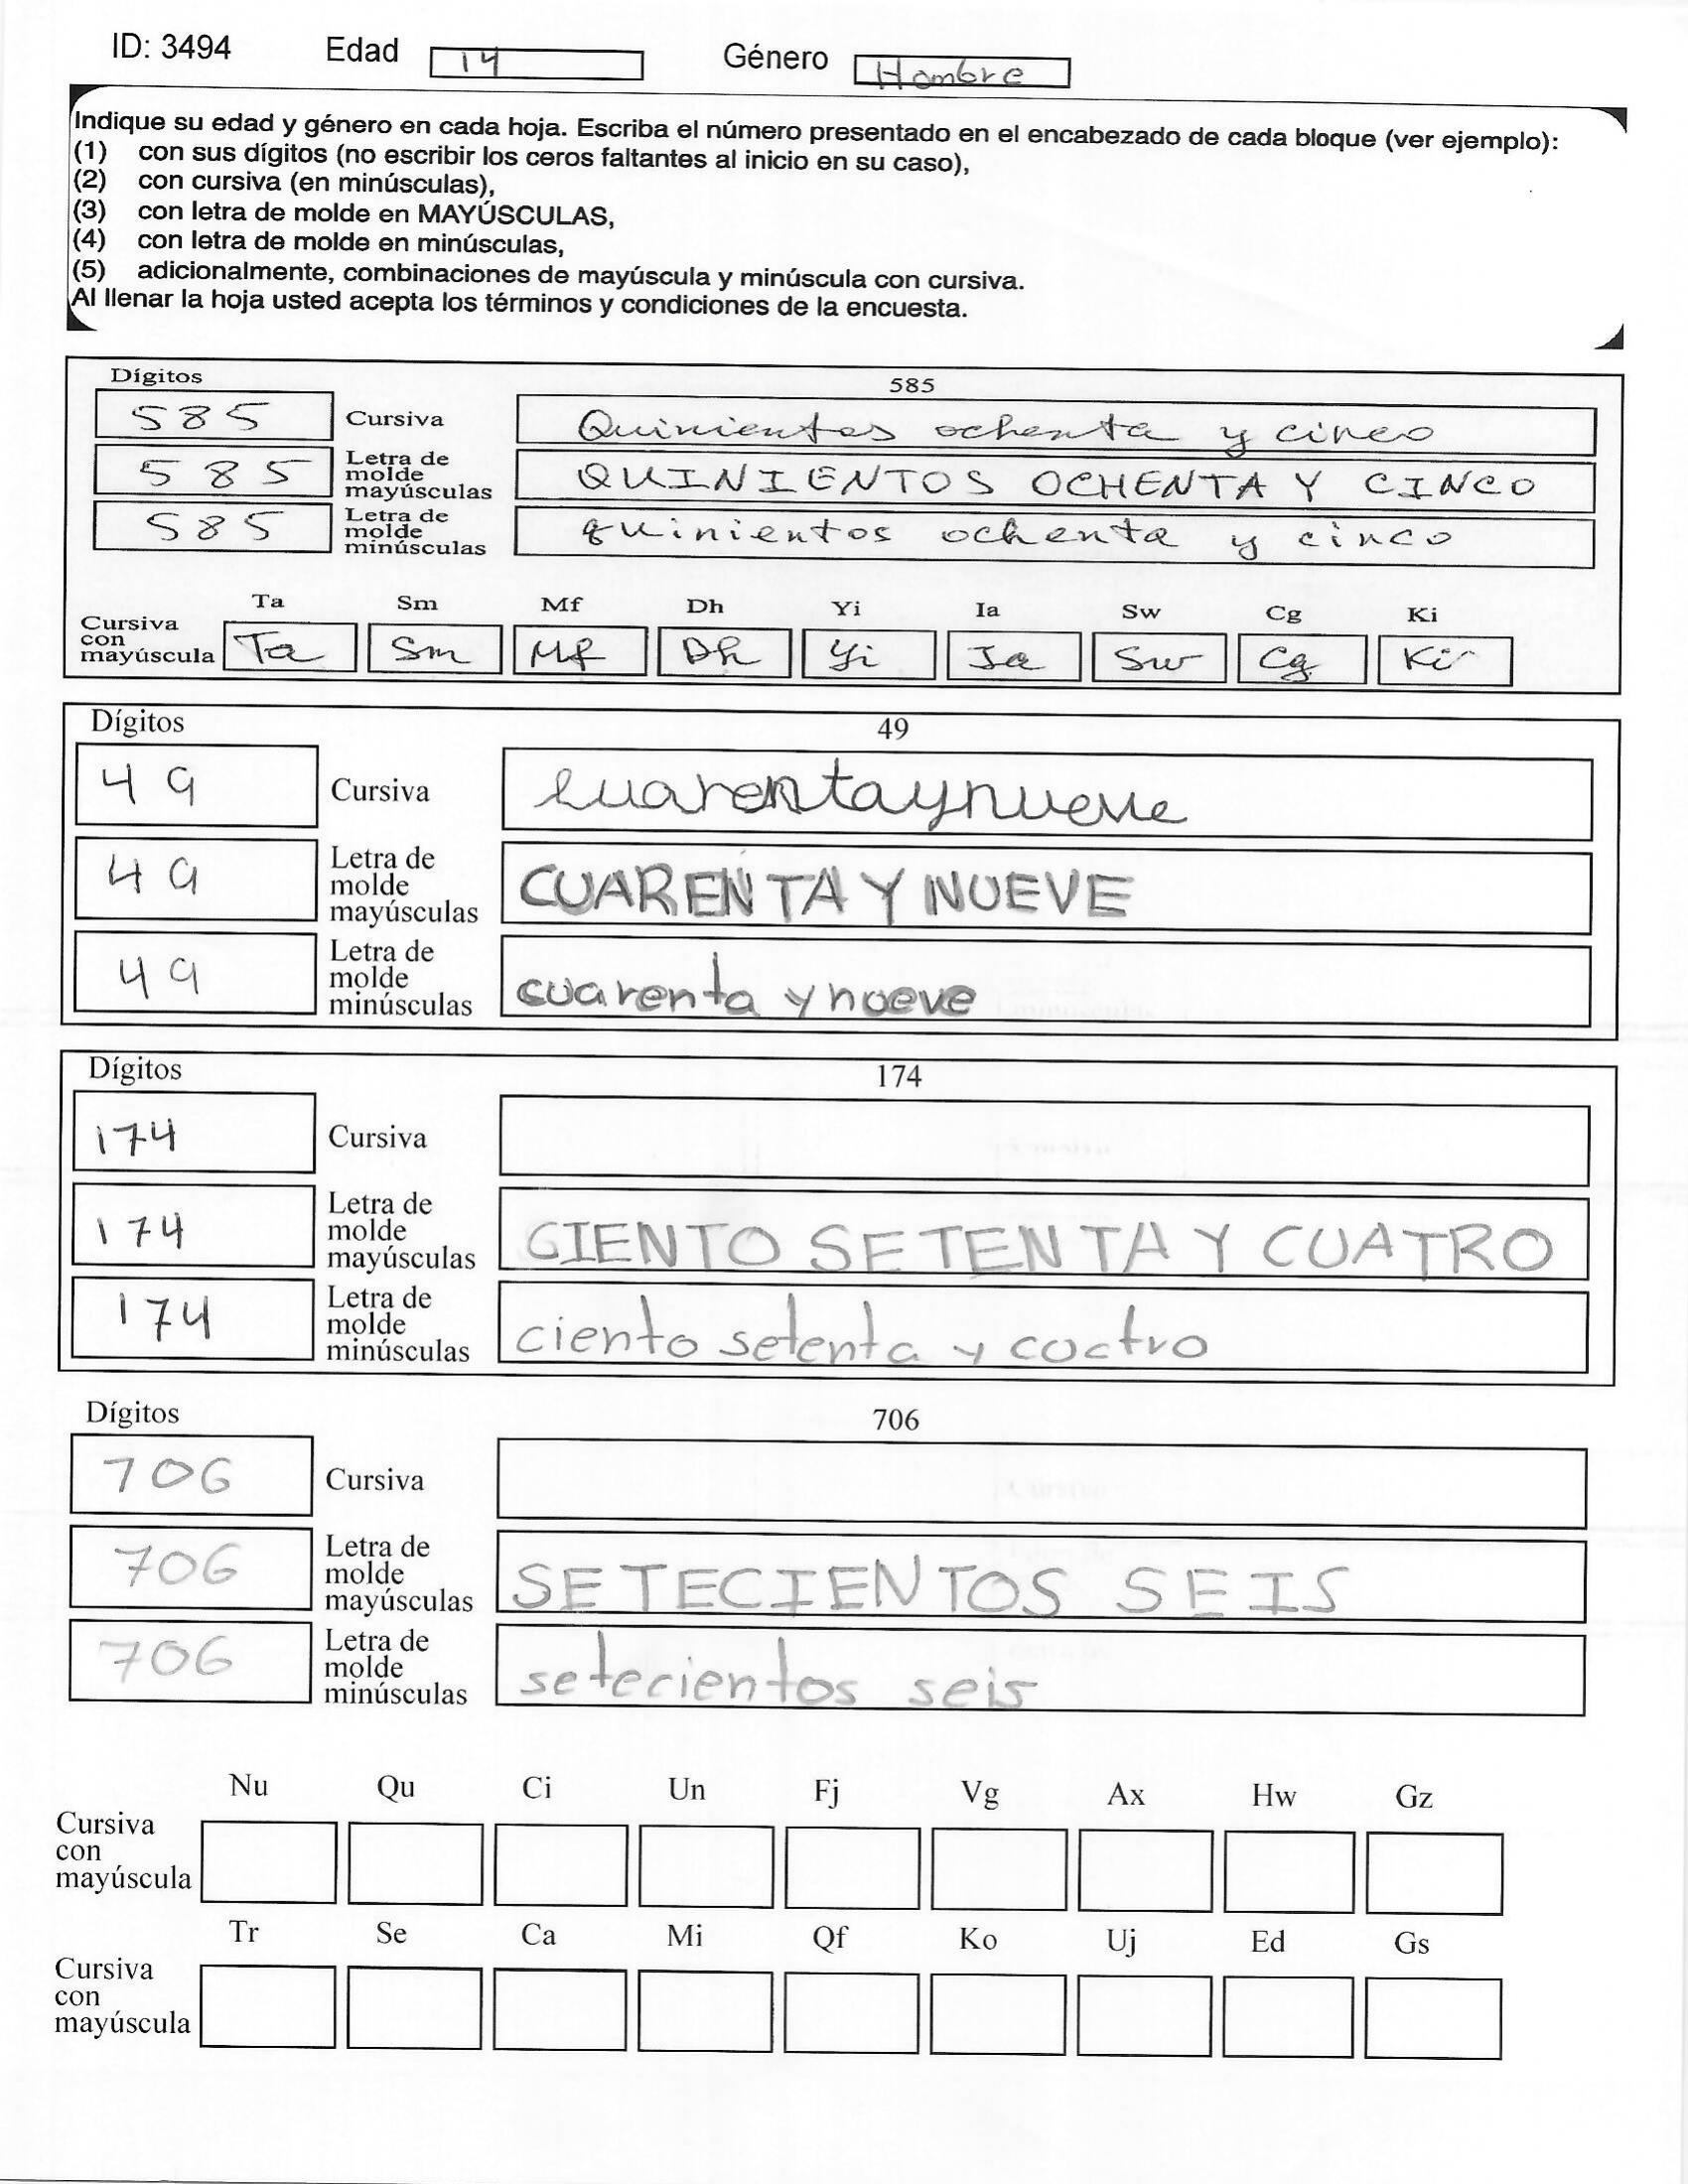 ID: 3494 Edad 14 Género Hombre
Indique su edad y género en cada hoja. Escriba el número presentado en el encabezado de cada bloque (ver ejemplo):
(1) con sus dígitos (no escribir los ceros faltantes al inicio en su caso),
(2) con cursiva (en minúsculas),
(3) con letra de molde en MAYÚSCULAS,
(4) con letra de molde en minúsculas,
(5) adicionalmente, combinaciones de mayúscula y minúscula con cursiva.
Al llenar la hoja usted acepta los términos y condiciones de la encuesta.
Dígitos 585
585 Cursiva Quinientos ochenta y cinco
585 Letra de molde mayúsculas QUINIENTOS OCHENTA Y CINCO
585 Letra de molde minúsculas quinientos ochenta y cinco
Ta Sm Mf Dh Yi Ia Sw Cg Ki
Cursiva con mayúscula Ta Sm Mf Dh Yi Ia Sw Cg Ki
Dígitos 49
49 Cursiva cuarentaynueve
49 Letra de molde mayúsculas CUARENTA Y NUEVE
49 Letra de molde minúsculas cuarenta y nueve
Dígitos 174
174 Cursiva
174 Letra de molde mayúsculas CIENTO SETENTA Y CUATRO
174 Letra de molde minúsculas ciento setenta y cuatro
Dígitos 706
706 Cursiva
706 Letra de molde mayúsculas SETECIENTOS SEIS
706 Letra de molde minúsculas setecientos seis
Nu Qu Ci Un Fj Vg Ax Hw Gz
Cursiva con mayúscula
Tr Se Ca Mi Qf Ko Uj Ed Gs
Cursiva con mayúscula